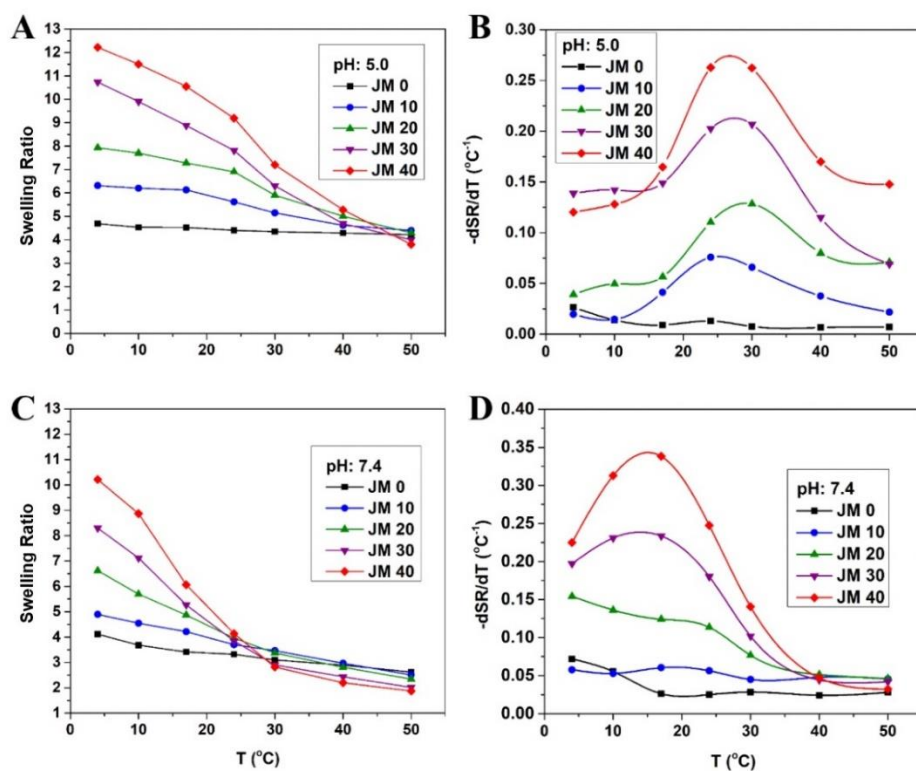 A
13
12
11
10
9
8
7
6
5
4
3
2
1
0
Swelling Ratio
pH: 5.0
JM 0
JM 10
JM 20
JM 30
JM 40
0 10 20 30 40 50
B
0.30
0.25
0.20
0.15
0.10
0.05
0.00
-dSR/dT (°C⁻¹)
pH: 5.0
JM 0
JM 10
JM 20
JM 30
JM 40
0 10 20 30 40 50
C
13
12
11
10
9
8
7
6
5
4
3
2
1
Swelling Ratio
pH: 7.4
JM 0
JM 10
JM 20
JM 30
JM 40
0 10 20 30 40 50
T (°C)
D
0.40
0.35
0.30
0.25
0.20
0.15
0.10
0.05
0.00
-dSR/dT (°C⁻¹)
pH: 7.4
JM 0
JM 10
JM 20
JM 30
JM 40
0 10 20 30 40 50
T (°C)